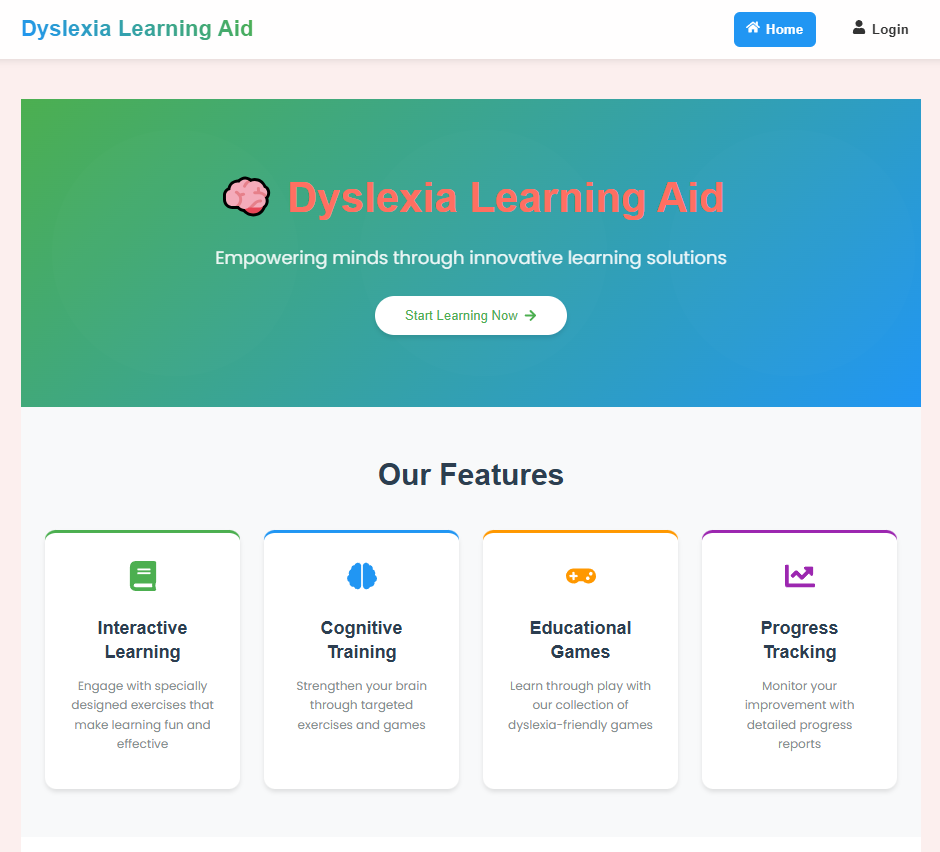 Dyslexia Learning Aid
Home
Login
Dyslexia Learning Aid
Empowering minds through innovative learning solutions
Start Learning Now
Our Features
Interactive
Learning
Engage with specially
designed exercises that
make learning fun and
effective
Cognitive
Training
Strengthen your brain
through targeted
exercises and games
Educational
Games
Learn through play with
our collection of
dyslexia-friendly games
Progress
Tracking
Monitor your
improvement with
detailed progress
reports